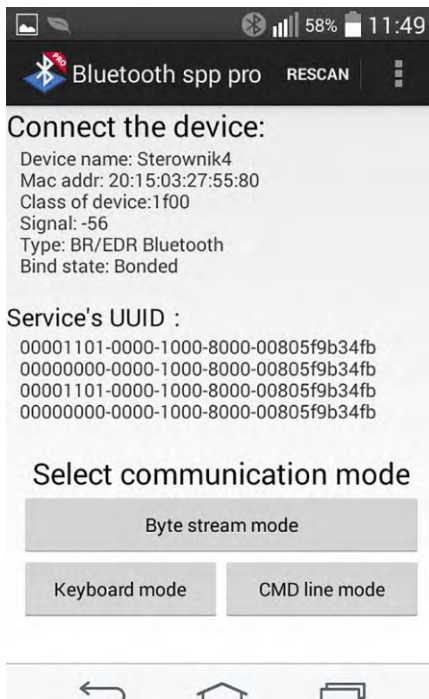 58% 11:49
PRO Bluetooth spp pro RESCAN
Connect the device:
Device name: Sterownik4
Mac addr: 20:15:03:27:55:80
Class of device:1f00
Signal: -56
Type: BR/EDR Bluetooth
Bind state: Bonded
Service's UUID :
00001101-0000-1000-8000-00805f9b34fb
00000000-0000-1000-8000-00805f9b34fb
00001101-0000-1000-8000-00805f9b34fb
00000000-0000-1000-8000-00805f9b34fb
Select communication mode
Byte stream mode
Keyboard mode CMD line mode